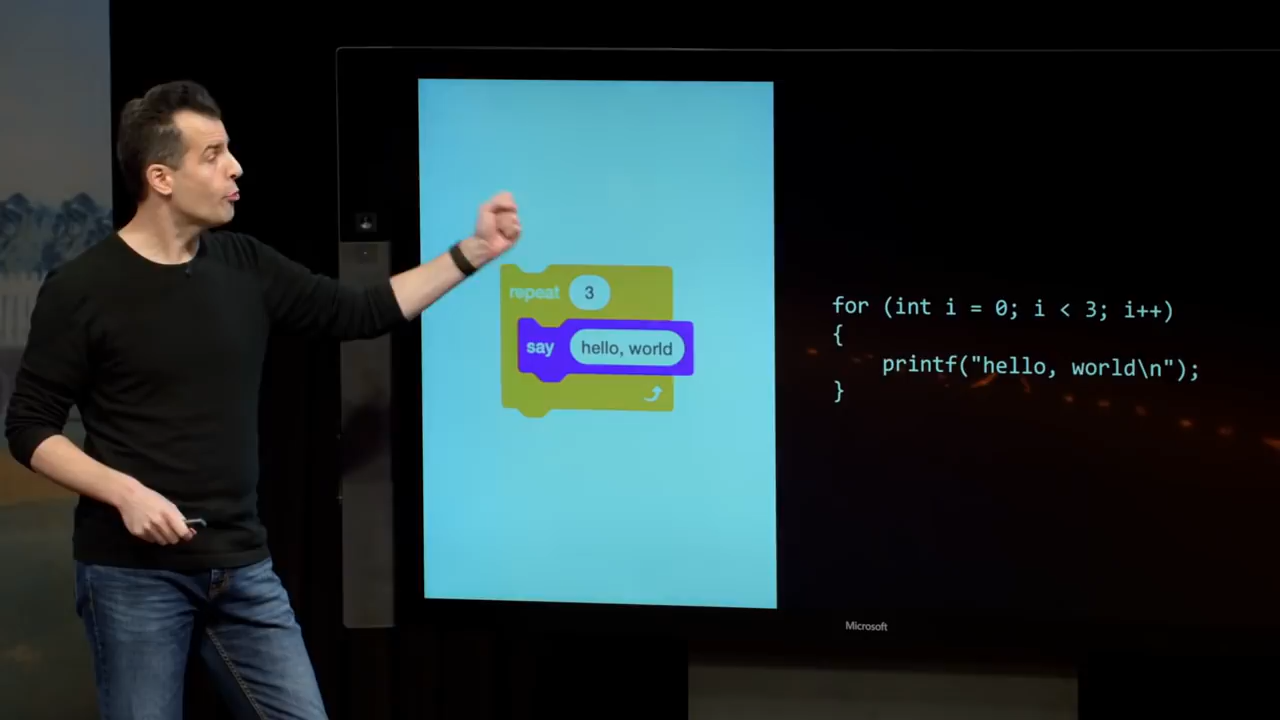 repeat 3
say hello, world
for (int i = 0; i < 3; i++)
{
    printf("hello, world\n");
}
Microsoft